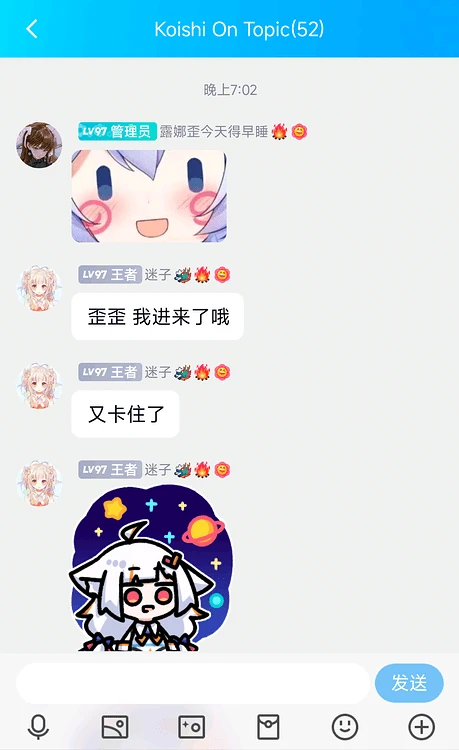 Koishi On Topic(52)
晚上7:02
LV97 管理员 露娜歪今天得早睡
LV97 王者 迷子
歪歪 我进来了哦
LV97 王者 迷子
又卡住了
LV97 王者 迷子
发送